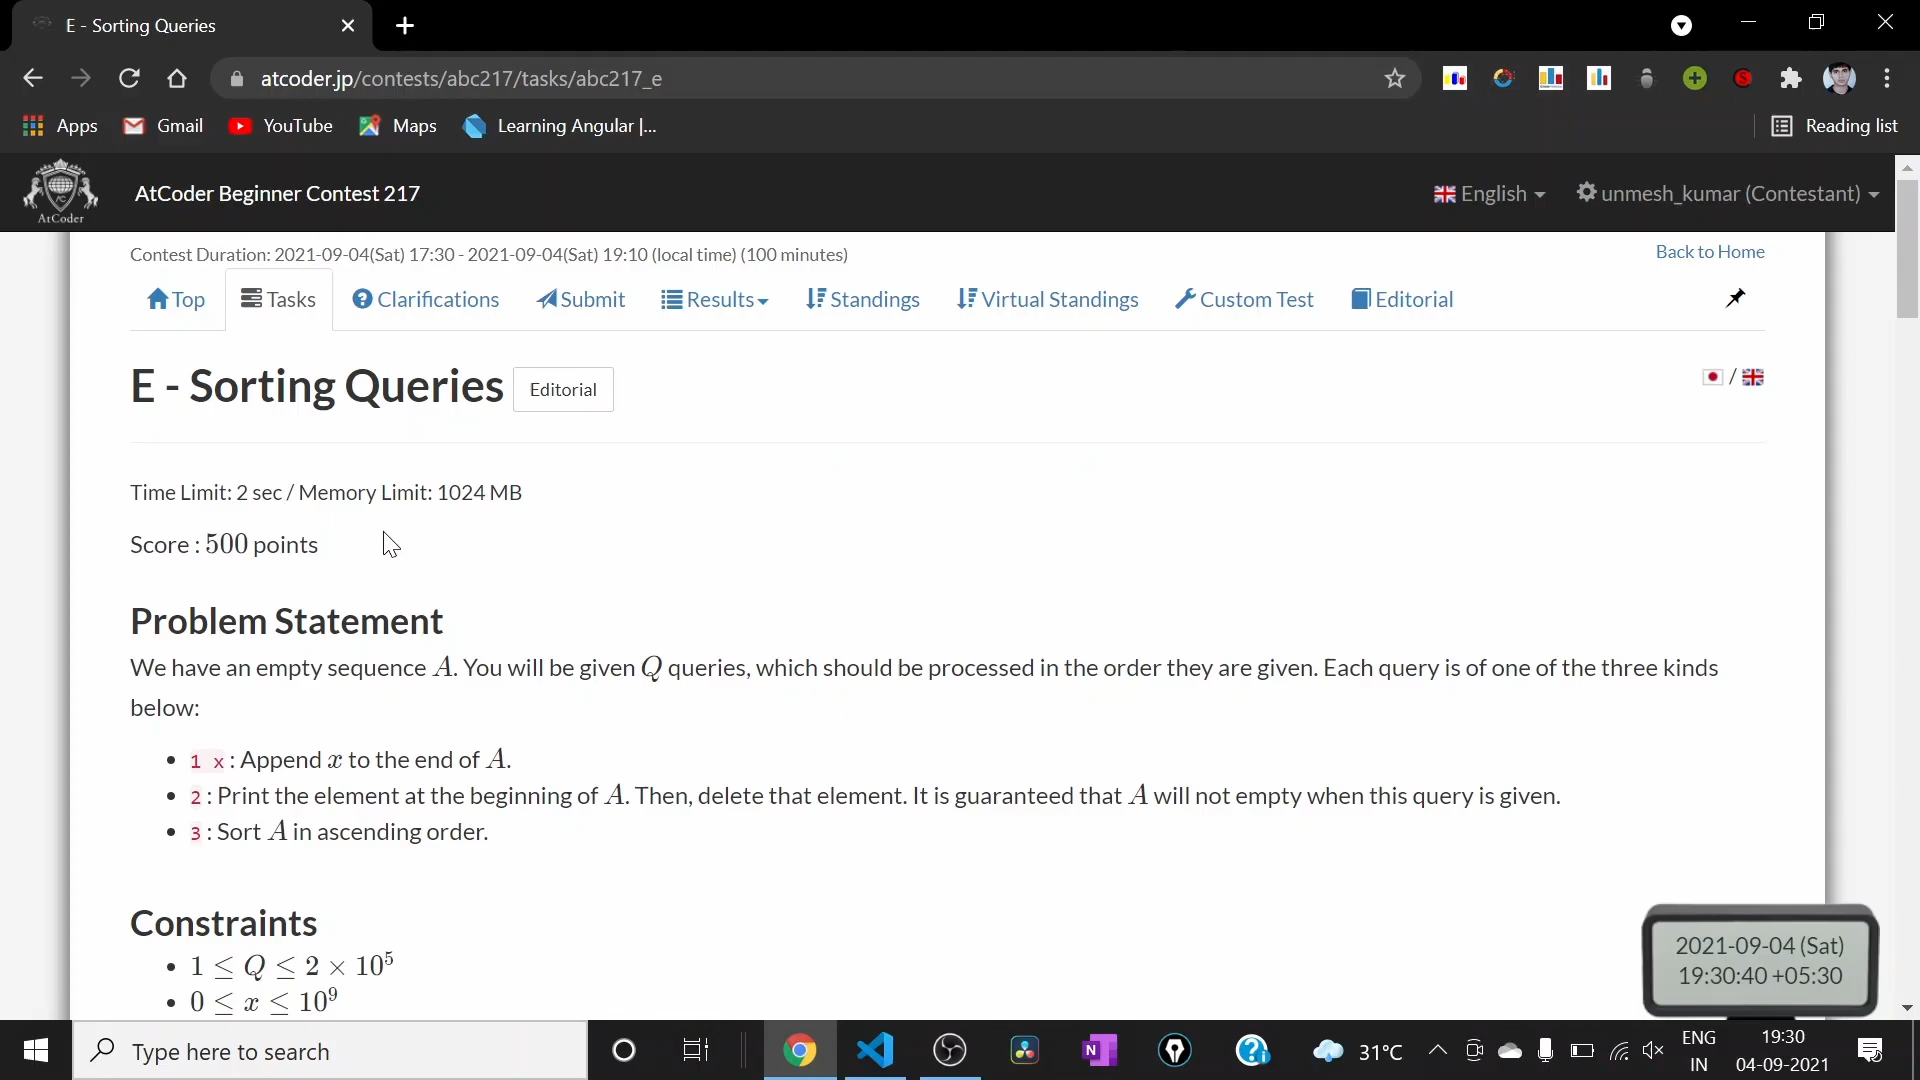 E - Sorting Queries
atcoder.jp/contests/abc217/tasks/abc217_e
Apps Gmail YouTube Maps Learning Angular |... Reading list
AtCoder
AtCoder Beginner Contest 217 English unmesh_kumar (Contestant)
Contest Duration: 2021-09-04(Sat) 17:30 - 2021-09-04(Sat) 19:10 (local time) (100 minutes) Back to Home
Top Tasks Clarifications Submit Results Standings Virtual Standings Custom Test Editorial
E - Sorting Queries Editorial /
Time Limit: 2 sec / Memory Limit: 1024 MB
Score : 500 points
Problem Statement
We have an empty sequence A. You will be given Q queries, which should be processed in the order they are given. Each query is of one of the three kinds
below:
• 1 x : Append x to the end of A.
• 2 : Print the element at the beginning of A. Then, delete that element. It is guaranteed that A will not empty when this query is given.
• 3 : Sort A in ascending order.
Constraints
• 1 ≤ Q ≤ 2 × 10⁵
• 0 ≤ x ≤ 10⁹
2021-09-04 (Sat)
19:30:40 +05:30
Type here to search
31°C
ENG
IN
19:30
04-09-2021